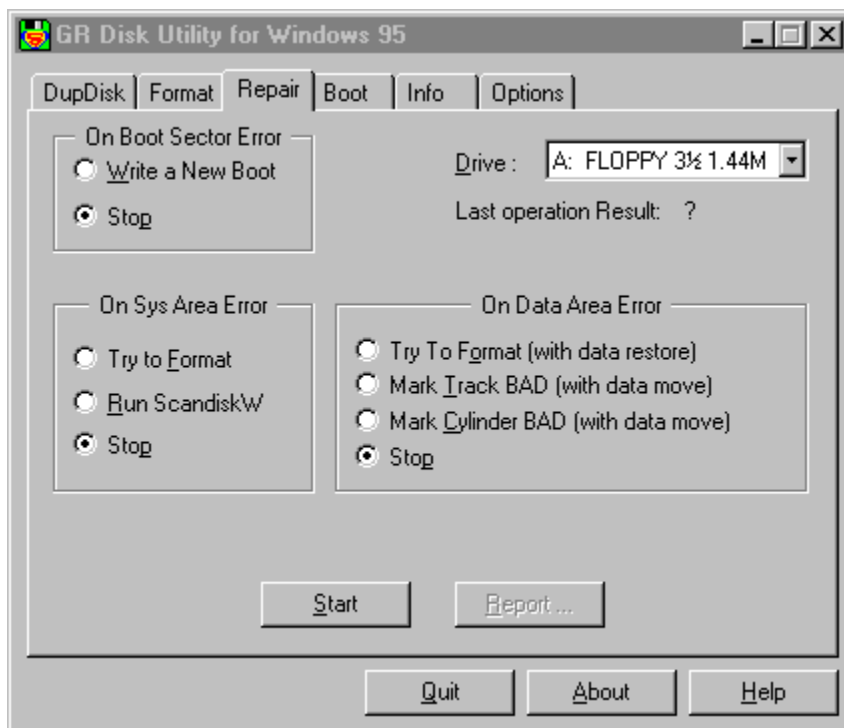 GR Disk Utility for Windows 95
DupDisk Format Repair Boot Info Options
On Boot Sector Error
Write a New Boot
Stop
Drive : A: FLOPPY 3½ 1.44M
Last operation Result: ?
On Sys Area Error
Try to Format
Run ScandiskW
Stop
On Data Area Error
Try To Format (with data restore)
Mark Track BAD (with data move)
Mark Cylinder BAD (with data move)
Stop
Start Report ...
Quit About Help